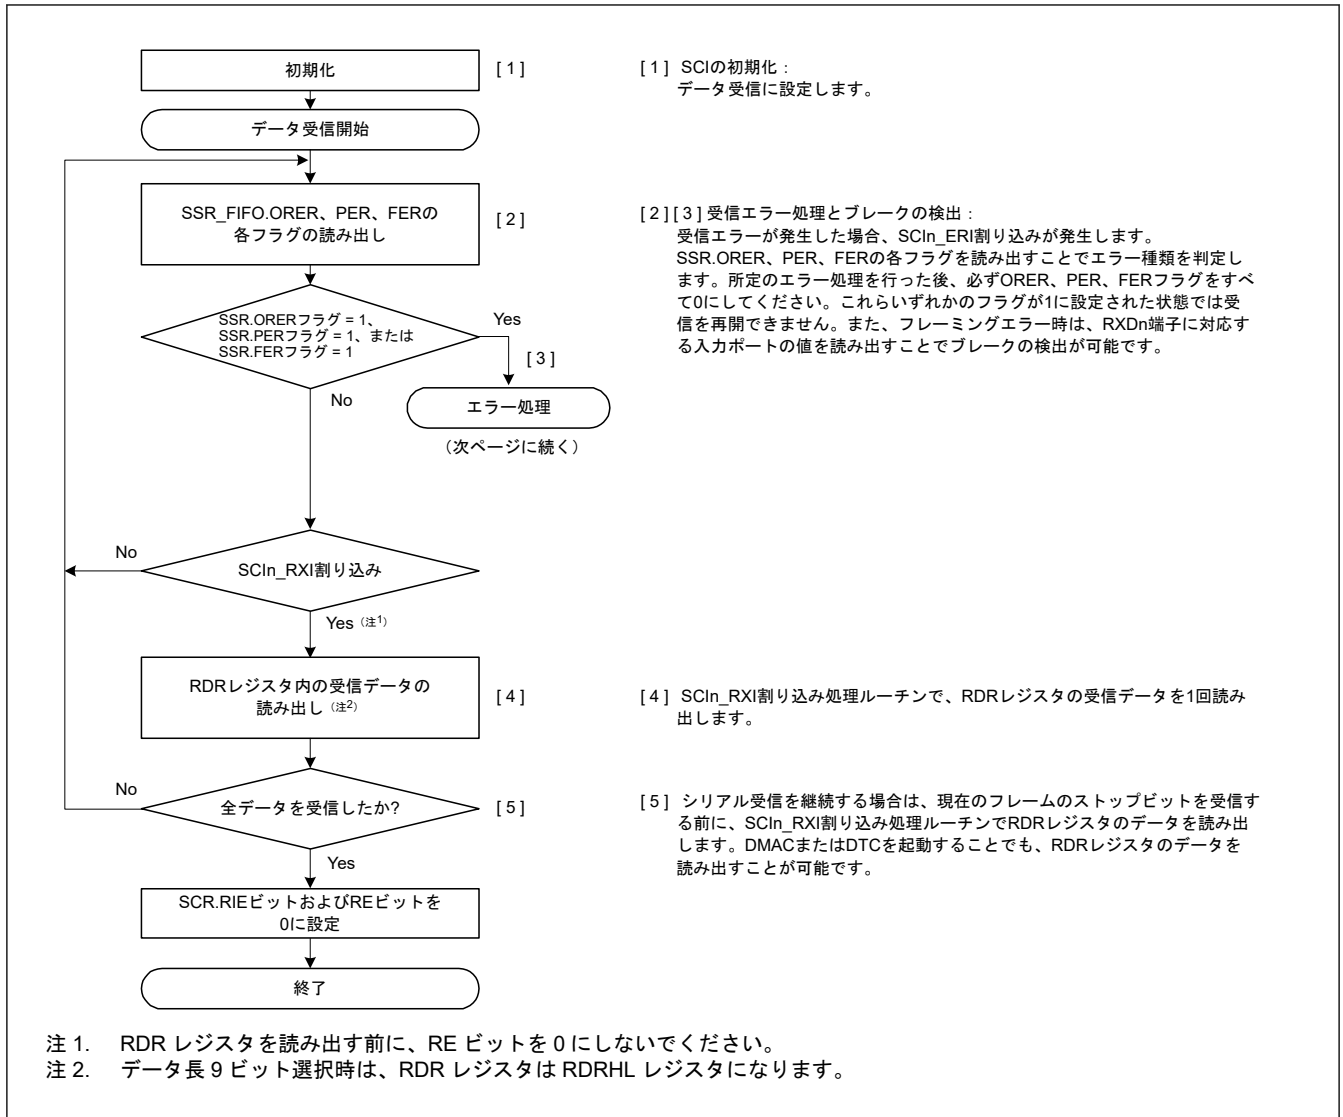 初期化
[ 1 ]
[ 1 ] SCIの初期化：
データ受信に設定します。
データ受信開始
SSR_FIFO.ORER、PER、FERの
各フラグの読み出し
[ 2 ]
[ 2 ] [ 3 ] 受信エラー処理とブレークの検出：
受信エラーが発生した場合、SCIn_ERI割り込みが発生します。
SSR.ORER、PER、FERの各フラグを読み出すことでエラー種類を判定し
ます。所定のエラー処理を行った後、必ずORER、PER、FERフラグをすべ
て0にしてください。これらいずれかのフラグが1に設定された状態では受
信を再開できません。また、フレーミングエラー時は、RXDn端子に対応す
る入力ポートの値を読み出すことでブレークの検出が可能です。
SSR.ORERフラグ = 1、
SSR.PERフラグ = 1、または
SSR.FERフラグ = 1
Yes
[ 3 ]
No
エラー処理
（次ページに続く）
No
SCIn_RXI割り込み
Yes（注1）
RDRレジスタ内の受信データの
読み出し（注2）
[ 4 ]
[ 4 ] SCIn_RXI割り込み処理ルーチンで、RDRレジスタの受信データを1回読み
出します。
No
全データを受信したか?
[ 5 ]
[ 5 ] シリアル受信を継続する場合は、現在のフレームのストップビットを受信す
る前に、SCIn_RXI割り込み処理ルーチンでRDRレジスタのデータを読み出
します。DMACまたはDTCを起動することでも、RDRレジスタのデータを
読み出すことが可能です。
Yes
SCR.RIEビットおよびREビットを
0に設定
終了
注 1. RDR レジスタを読み出す前に、RE ビットを 0 にしないでください。
注 2. データ長 9 ビット選択時は、RDR レジスタは RDRHL レジスタになります。